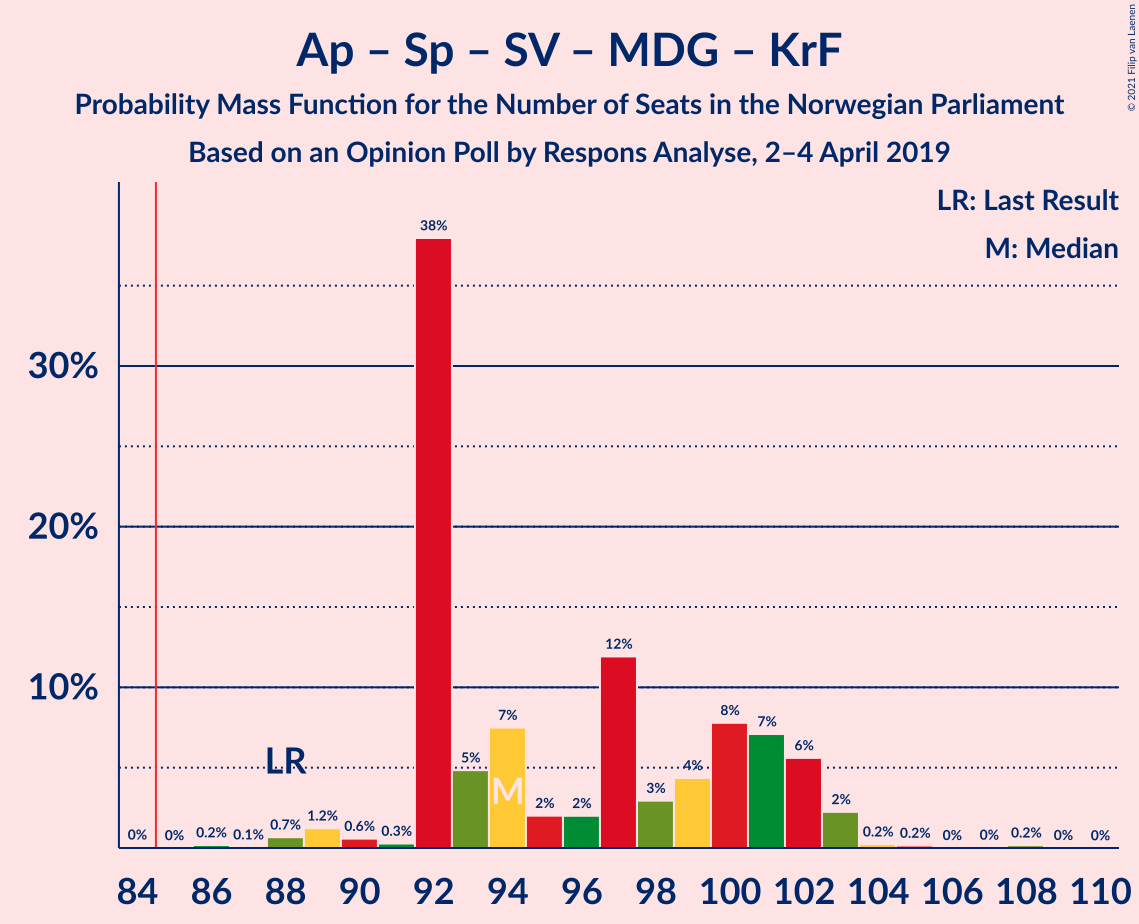 Ap – Sp – SV – MDG – KrF
Probability Mass Function for the Number of Seats in the Norwegian Parliament
Based on an Opinion Poll by Respons Analyse, 2–4 April 2019
© 2021 Filip van Laenen
LR: Last Result
M: Median
30%
20%
10%
0% 0% 0.2% 0.1% 0.7% 1.2% 0.6% 0.3% 38% 5% 7% 2% 2% 12% 3% 4% 8% 7% 6% 2% 0.2% 0.2% 0% 0% 0.2% 0% 0%
LR
M
84 86 88 90 92 94 96 98 100 102 104 106 108 110